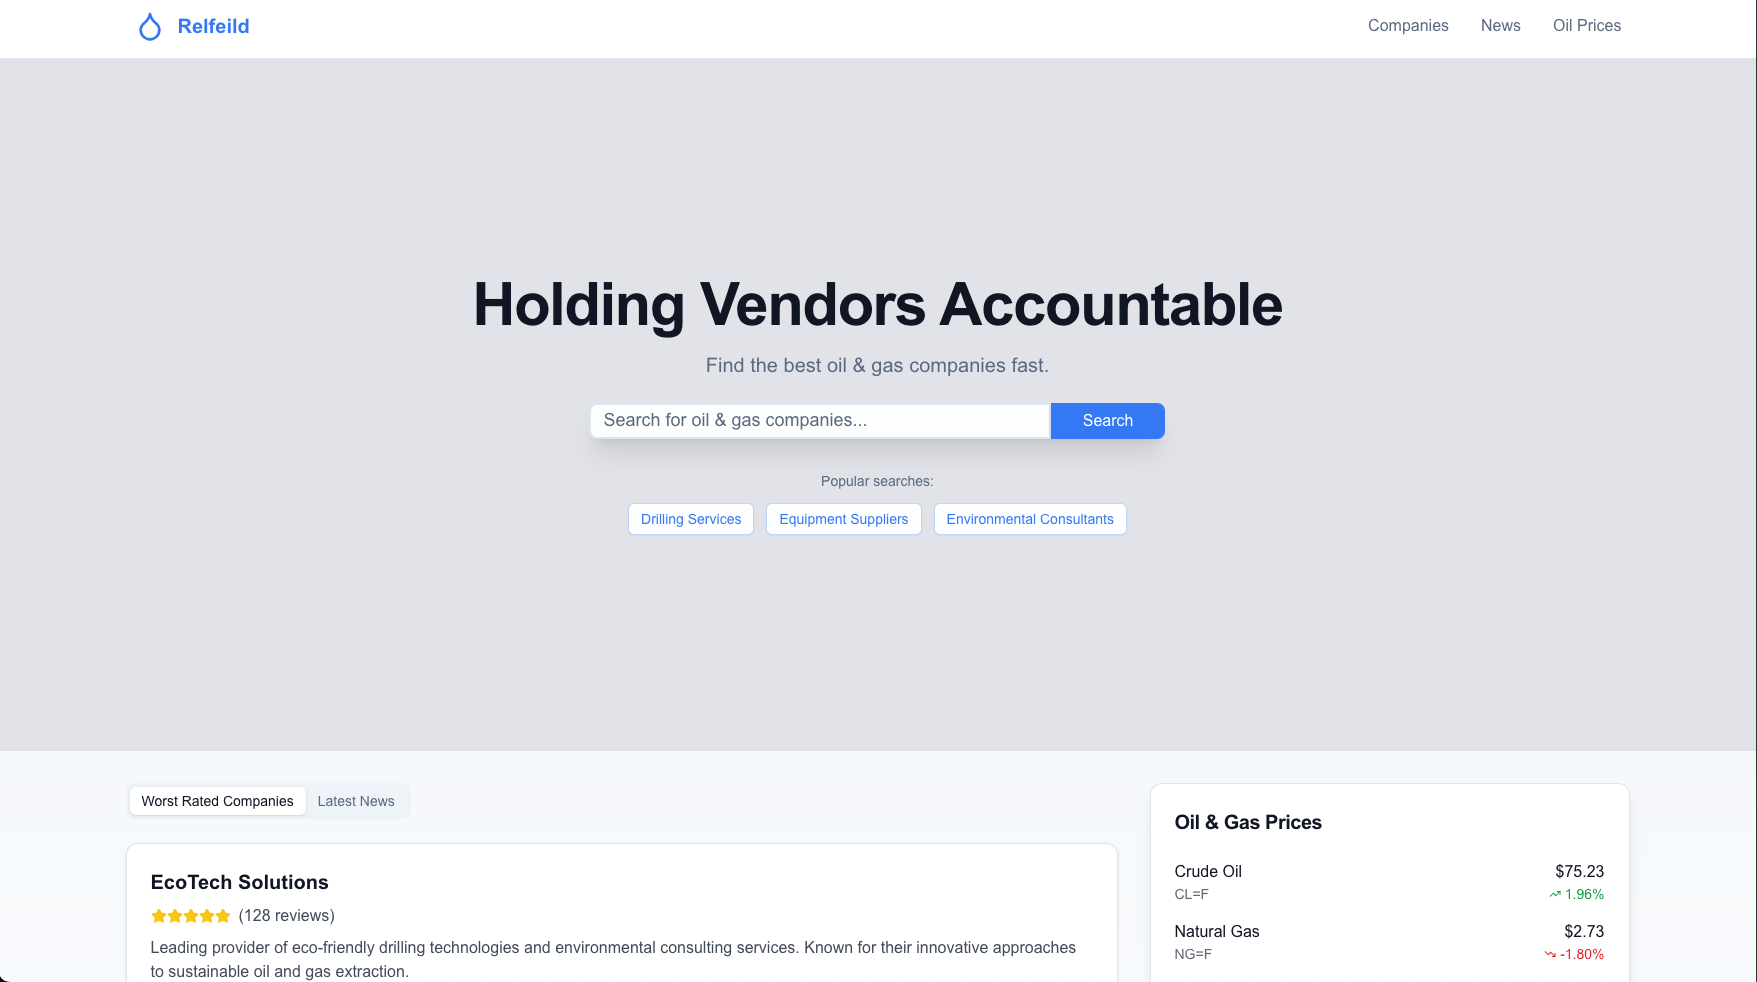 Relfeild
Companies
News
Oil Prices
Holding Vendors Accountable
Find the best oil & gas companies fast.
Search for oil & gas companies...
Search
Popular searches:
Drilling Services
Equipment Suppliers
Environmental Consultants
Worst Rated Companies
Latest News
EcoTech Solutions
(128 reviews)
Leading provider of eco-friendly drilling technologies and environmental consulting services. Known for their innovative approaches
to sustainable oil and gas extraction.
Oil & Gas Prices
Crude Oil
$75.23
CL=F
1.96%
Natural Gas
$2.73
NG=F
-1.80%